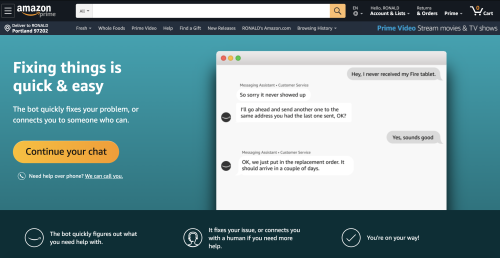 amazon
prime
All
EN
Hello, RONALD
Account & Lists
Returns
& Orders
Prime
0
Cart
Deliver to RONALD
Portland 97202
Fresh
Whole Foods
Prime Video
Help
Find a Gift
New Releases
RONALD's Amazon.com
Browsing History
Prime Video Stream movies & TV shows
Fixing things is
quick & easy
The bot quickly fixes your problem, or
connects you to someone who can.
Continue your chat
Need help over phone? We can call you.
Hey, I never received my Fire tablet.
Messaging Assistant • Customer Service
So sorry it never showed up
I'll go ahead and send another one to the
same address you had the last one sent, OK?
Yes, sounds good
Messaging Assistant • Customer Service
OK, we just put in the replacement order. It
should arrive in a couple of days.
The bot quickly figures out what
you need help with.
It fixes your issue, or connects you
with a human if you need more
help.
You're on your way!